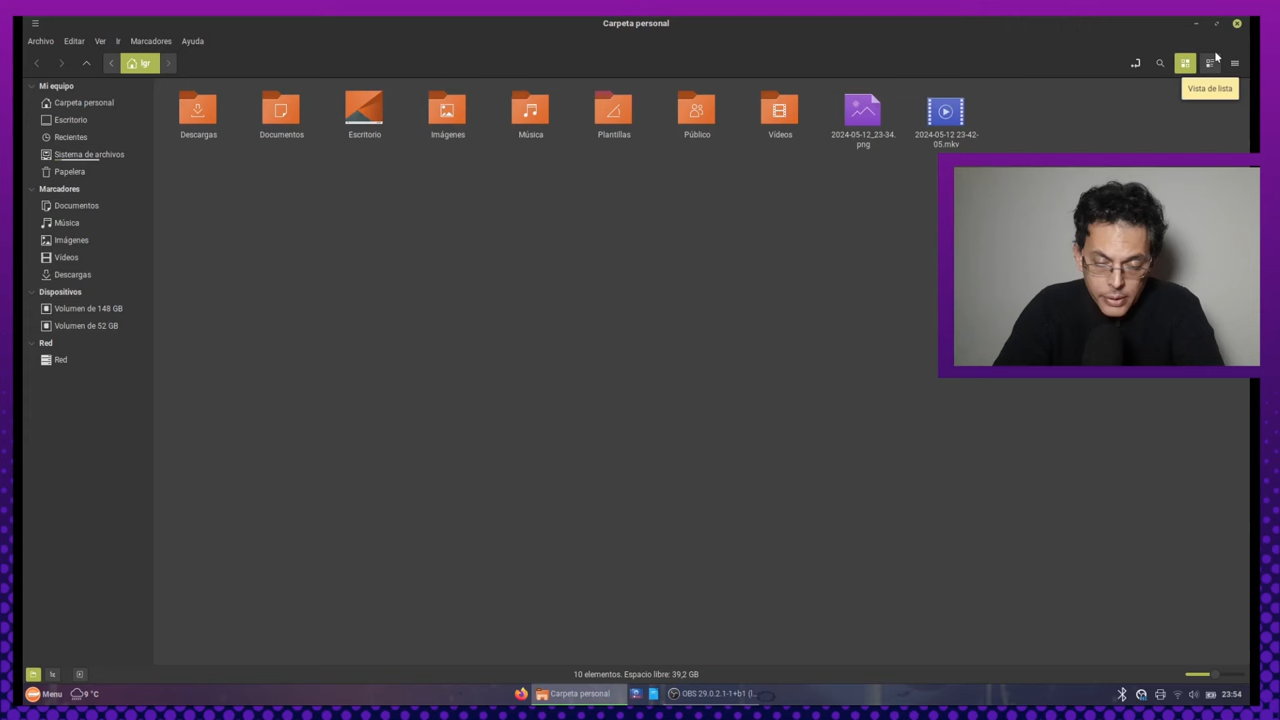 Carpeta personal
Archivo Editar Ver Ir Marcadores Ayuda
lgr
Vista de lista
Mi equipo
Carpeta personal
Escritorio
Recientes
Sistema de archivos
Papelera
Marcadores
Documentos
Música
Imágenes
Vídeos
Descargas
Dispositivos
Volumen de 148 GB
Volumen de 52 GB
Red
Red
Descargas
Documentos
Escritorio
Imágenes
Música
Plantillas
Público
Vídeos
2024-05-12_23-34.
png
2024-05-12 23-42-
05.mkv
10 elementos. Espacio libre: 39,2 GB
Menu 9 °C Carpeta personal OBS 29.0.2.1-1+b1 (l... 23:54